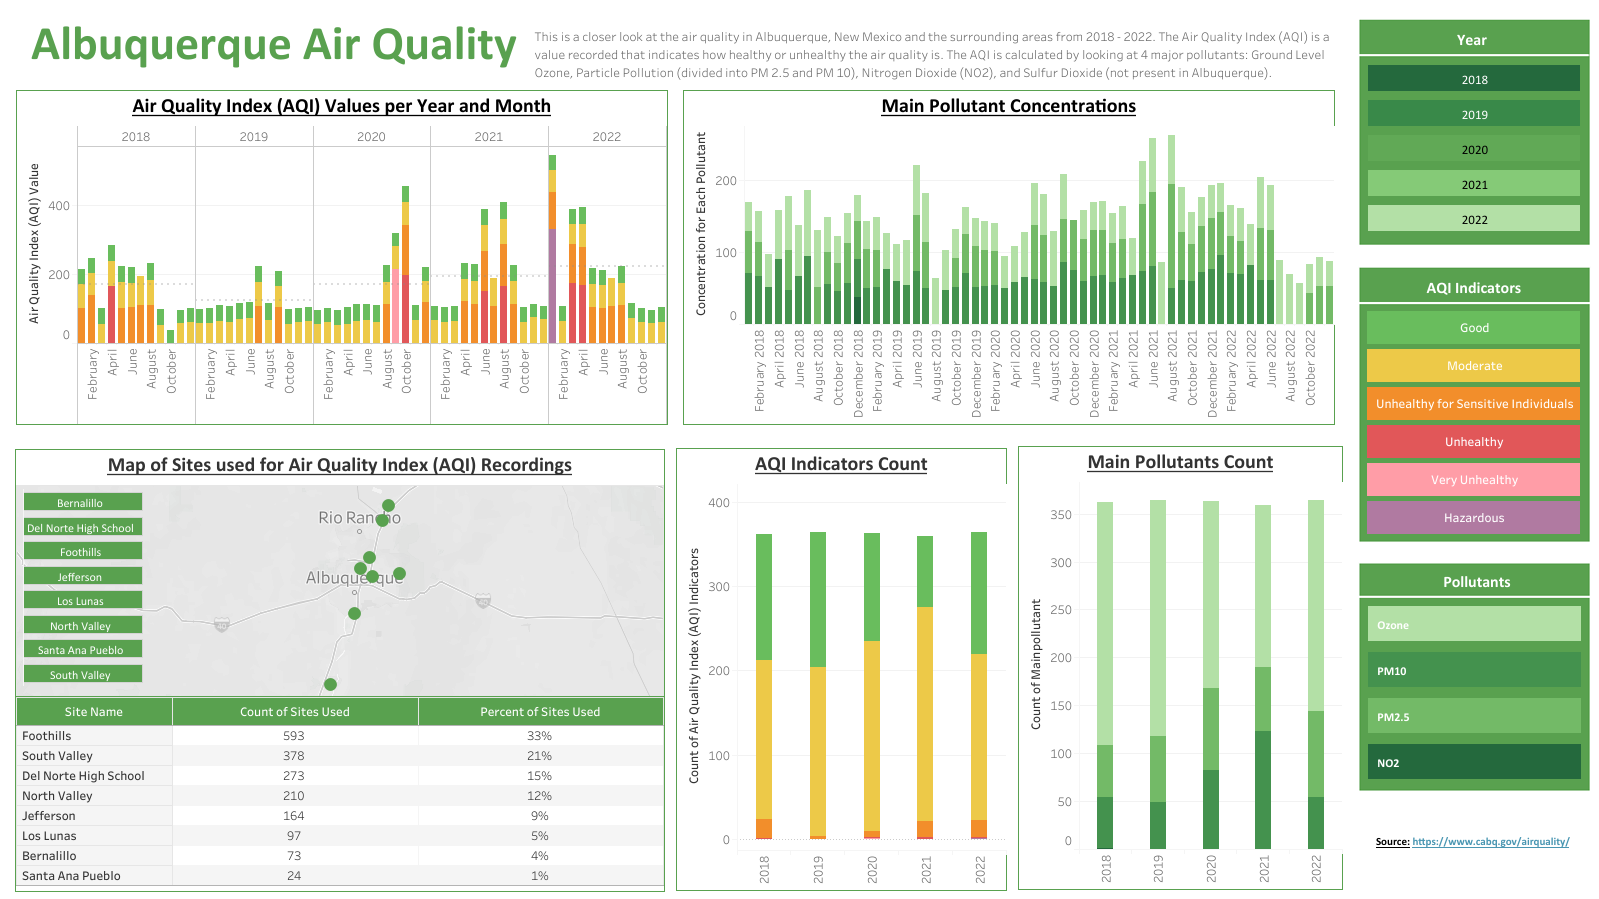 Albuquerque Air Quality
This is a closer look at the air quality in Albuquerque, New Mexico and the surrounding areas from 2018 - 2022. The Air Quality Index (AQI) is a
value recorded that indicates how healthy or unhealthy the air quality is. The AQI is calculated by looking at 4 major pollutants: Ground Level
Ozone, Particle Pollution (divided into PM 2.5 and PM 10), Nitrogen Dioxide (NO2), and Sulfur Dioxide (not present in Albuquerque).
Air Quality Index (AQI) Values per Year and Month
2018 2019 2020 2021 2022
Air Quality Index (AQI) Value
400
200
0
February April June August October February April June August October February April June August October February April June August October February April June August October
Main Pollutant Concentrations
Concentration for Each Pollutant
200
100
0
February 2018 April 2018 June 2018 August 2018 October 2018 December 2018 February 2019 April 2019 June 2019 August 2019 October 2019 December 2019 February 2020 April 2020 June 2020 August 2020 October 2020 December 2020 February 2021 April 2021 June 2021 August 2021 October 2021 December 2021 February 2022 April 2022 June 2022 August 2022 October 2022
Year
2018
2019
2020
2021
2022
AQI Indicators
Good
Moderate
Unhealthy for Sensitive Individuals
Unhealthy
Very Unhealthy
Hazardous
Pollutants
Ozone
PM10
PM2.5
NO2
Source: https://www.cabq.gov/airquality/
Map of Sites used for Air Quality Index (AQI) Recordings
Bernalillo
Del Norte High School
Foothills
Jefferson
Los Lunas
North Valley
Santa Ana Pueblo
South Valley
Rio Rancho
Albuquerque
40
40
Site Name Count of Sites Used Percent of Sites Used
Foothills 593 33%
South Valley 378 21%
Del Norte High School 273 15%
North Valley 210 12%
Jefferson 164 9%
Los Lunas 97 5%
Bernalillo 73 4%
Santa Ana Pueblo 24 1%
AQI Indicators Count
Count of Air Quality Index (AQI) Indicators
400
300
200
100
0
2018 2019 2020 2021 2022
Main Pollutants Count
Count of Mainpollutant
350
300
250
200
150
100
50
0
2018 2019 2020 2021 2022